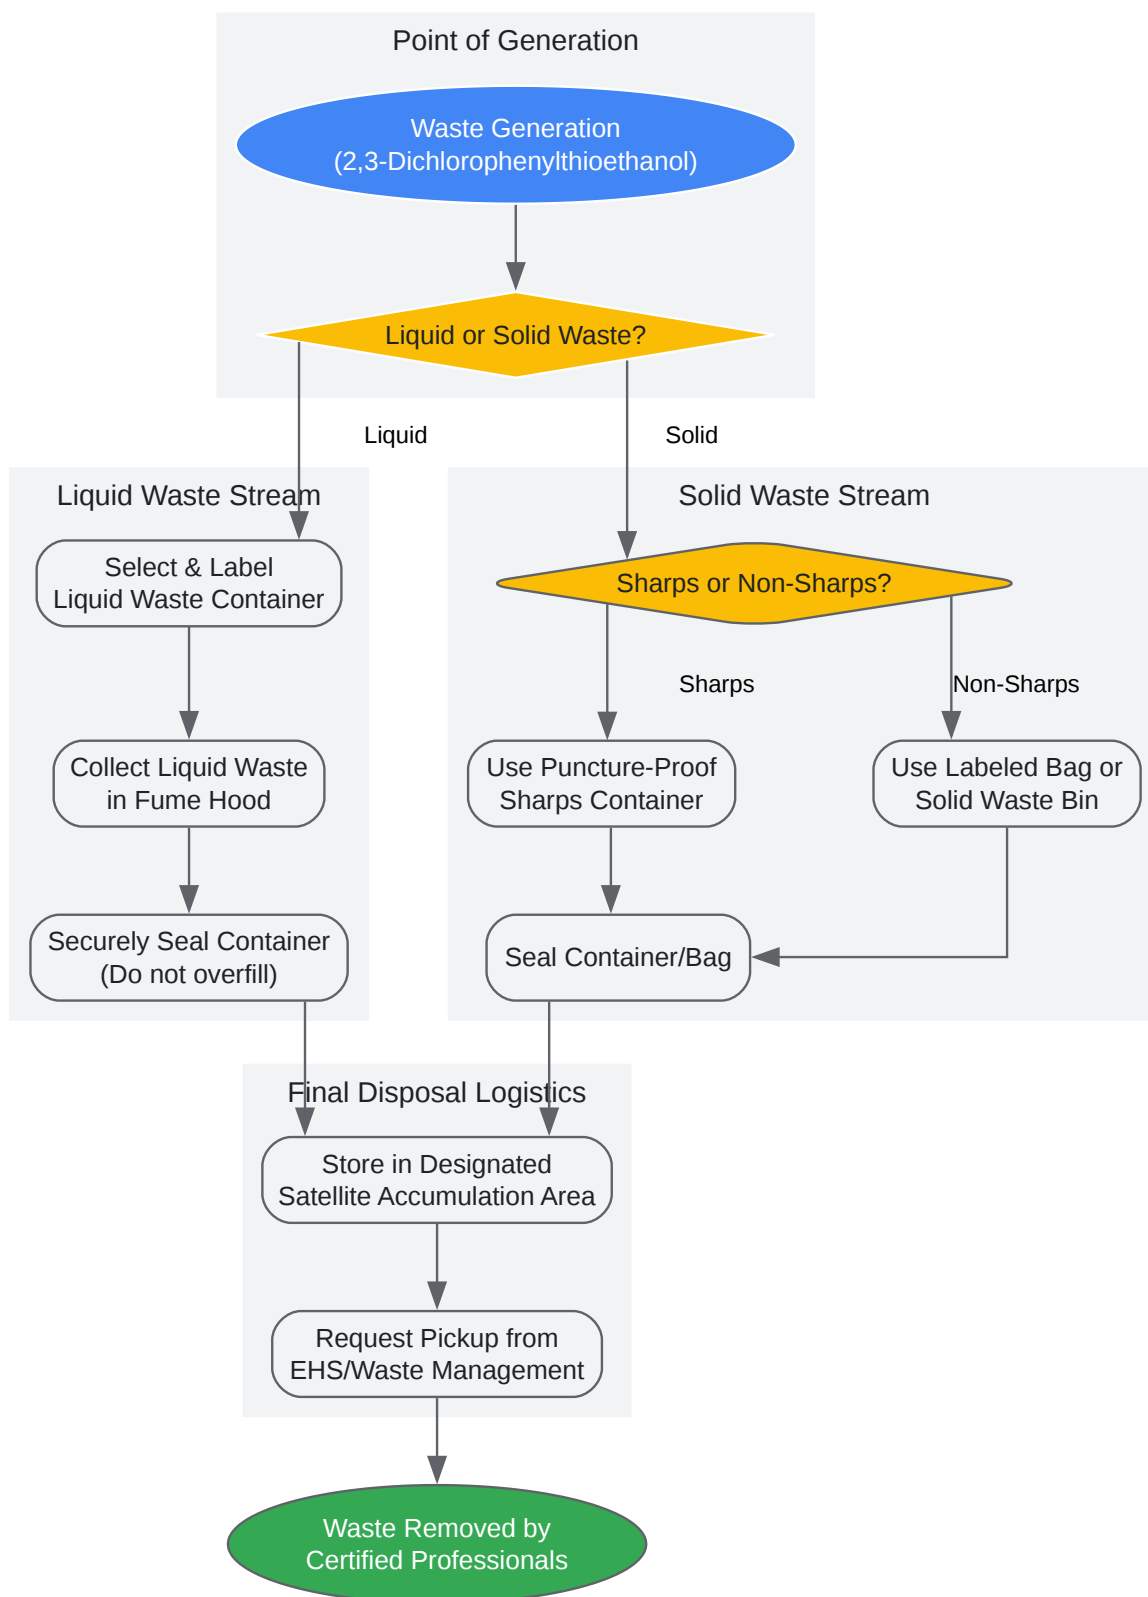 Point of Generation
Waste Generation
(2,3-Dichlorophenylthioethanol)
Liquid or Solid Waste?
Liquid
Solid
Liquid Waste Stream
Select & Label
Liquid Waste Container
Collect Liquid Waste
in Fume Hood
Securely Seal Container
(Do not overfill)
Solid Waste Stream
Sharps or Non-Sharps?
Sharps
Non-Sharps
Use Puncture-Proof
Sharps Container
Use Labeled Bag or
Solid Waste Bin
Seal Container/Bag
Final Disposal Logistics
Store in Designated
Satellite Accumulation Area
Request Pickup from
EHS/Waste Management
Waste Removed by
Certified Professionals